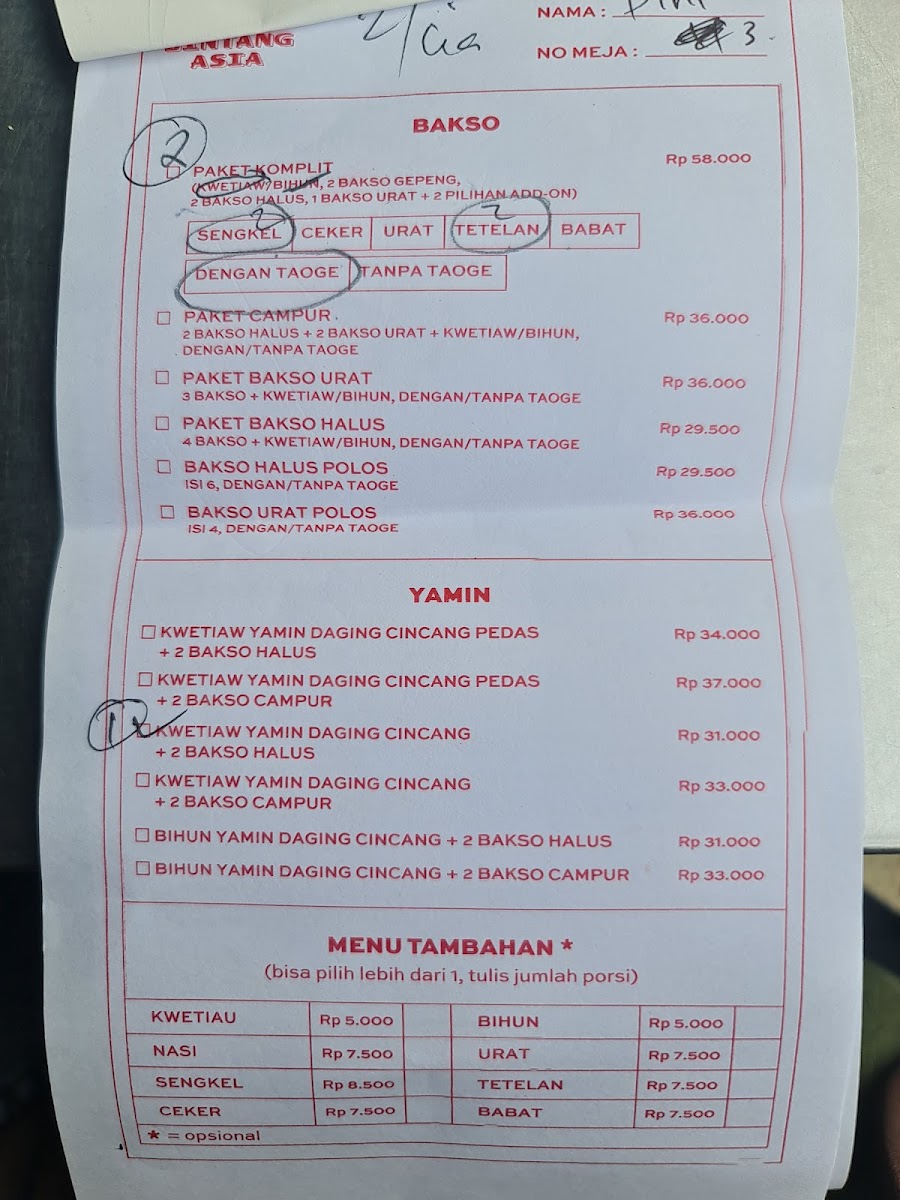 BINTANG
ASIA
NAMA :
NO MEJA : 3.
BAKSO
2
PAKET KOMPLIT Rp 58.000
(KWETIAW/BIHUN, 2 BAKSO GEPENG,
2 BAKSO HALUS, 1 BAKSO URAT + 2 PILIHAN ADD-ON)
2 2
SENGKEL CEKER URAT TETELAN BABAT
DENGAN TAOGE TANPA TAOGE
PAKET CAMPUR Rp 36.000
2 BAKSO HALUS + 2 BAKSO URAT + KWETIAW/BIHUN,
DENGAN/TANPA TAOGE
PAKET BAKSO URAT Rp 36.000
3 BAKSO + KWETIAW/BIHUN, DENGAN/TANPA TAOGE
PAKET BAKSO HALUS Rp 29.500
4 BAKSO + KWETIAW/BIHUN, DENGAN/TANPA TAOGE
BAKSO HALUS POLOS Rp 29.500
ISI 6, DENGAN/TANPA TAOGE
BAKSO URAT POLOS Rp 36.000
ISI 4, DENGAN/TANPA TAOGE
YAMIN
KWETIAW YAMIN DAGING CINCANG PEDAS Rp 34.000
+ 2 BAKSO HALUS
KWETIAW YAMIN DAGING CINCANG PEDAS Rp 37.000
+ 2 BAKSO CAMPUR
1 KWETIAW YAMIN DAGING CINCANG Rp 31.000
+ 2 BAKSO HALUS
KWETIAW YAMIN DAGING CINCANG Rp 33.000
+ 2 BAKSO CAMPUR
BIHUN YAMIN DAGING CINCANG + 2 BAKSO HALUS Rp 31.000
BIHUN YAMIN DAGING CINCANG + 2 BAKSO CAMPUR Rp 33.000
MENU TAMBAHAN *
(bisa pilih lebih dari 1, tulis jumlah porsi)
KWETIAU Rp 5.000 BIHUN Rp 5.000
NASI Rp 7.500 URAT Rp 7.500
SENGKEL Rp 8.500 TETELAN Rp 7.500
CEKER Rp 7.500 BABAT Rp 7.500
* = opsional